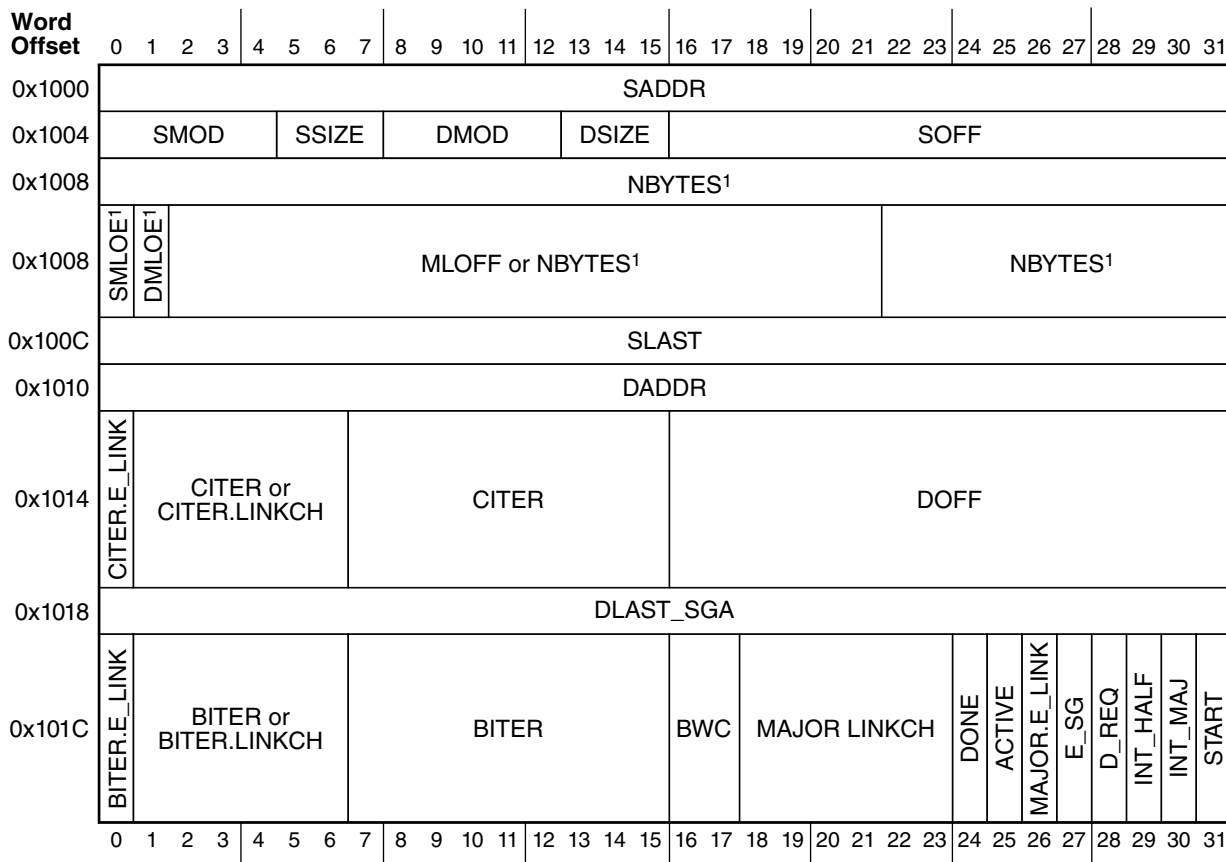 Word
Offset 0 1 2 3 4 5 6 7 8 9 10 11 12 13 14 15 16 17 18 19 20 21 22 23 24 25 26 27 28 29 30 31
0x1000 SADDR
0x1004 SMOD SSIZE DMOD DSIZE SOFF
0x1008 NBYTES¹
0x1008 SMLOE¹ DMLOE¹ MLOFF or NBYTES¹ NBYTES¹
0x100C SLAST
0x1010 DADDR
0x1014 CITER.E_LINK CITER or
CITER.LINKCH CITER DOFF
0x1018 DLAST_SGA
0x101C BITER.E_LINK BITER or
BITER.LINKCH BITER BWC MAJOR LINKCH DONE ACTIVE MAJOR.E_LINK E_SG D_REQ INT_HALF INT_MAJ START
0 1 2 3 4 5 6 7 8 9 10 11 12 13 14 15 16 17 18 19 20 21 22 23 24 25 26 27 28 29 30 31